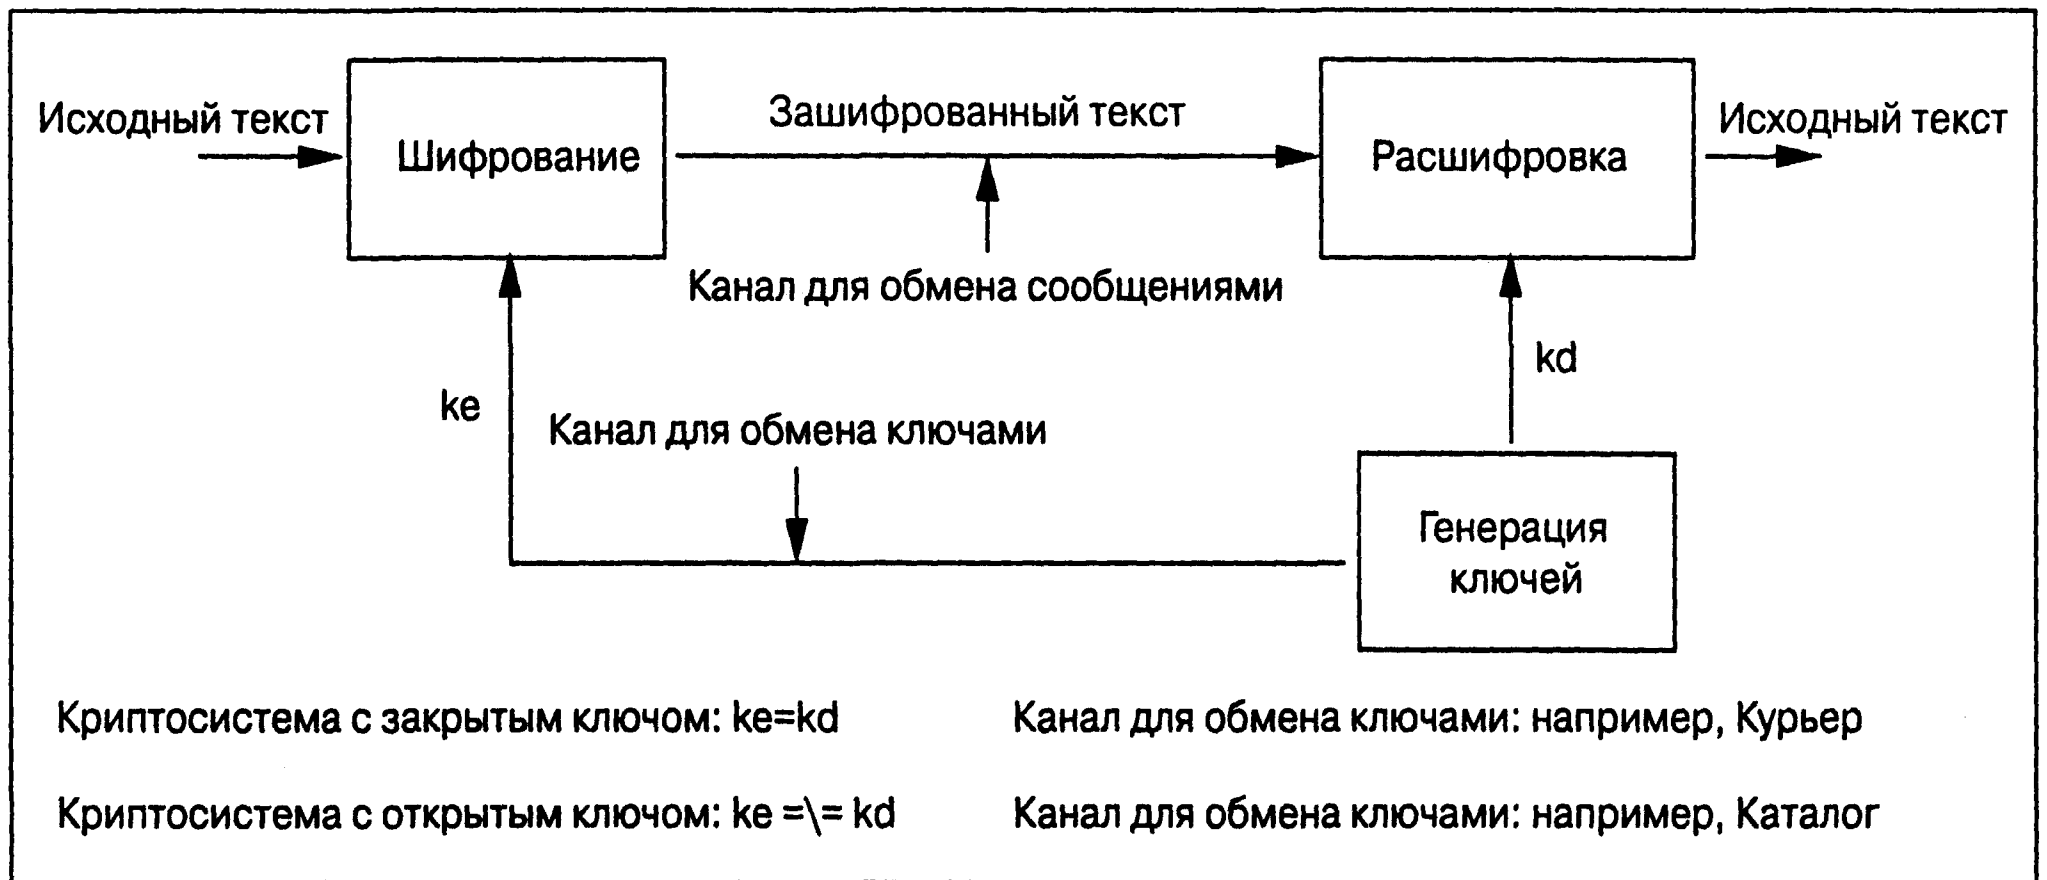 Исходный текст
Шифрование
Зашифрованный текст
Расшифровка
Исходный текст
Канал для обмена сообщениями
kd
ke
Канал для обмена ключами
Генерация
ключей
Криптосистема с закрытым ключом: ke=kd
Канал для обмена ключами: например, Курьер
Криптосистема с открытым ключом: ke =\= kd
Канал для обмена ключами: например, Каталог